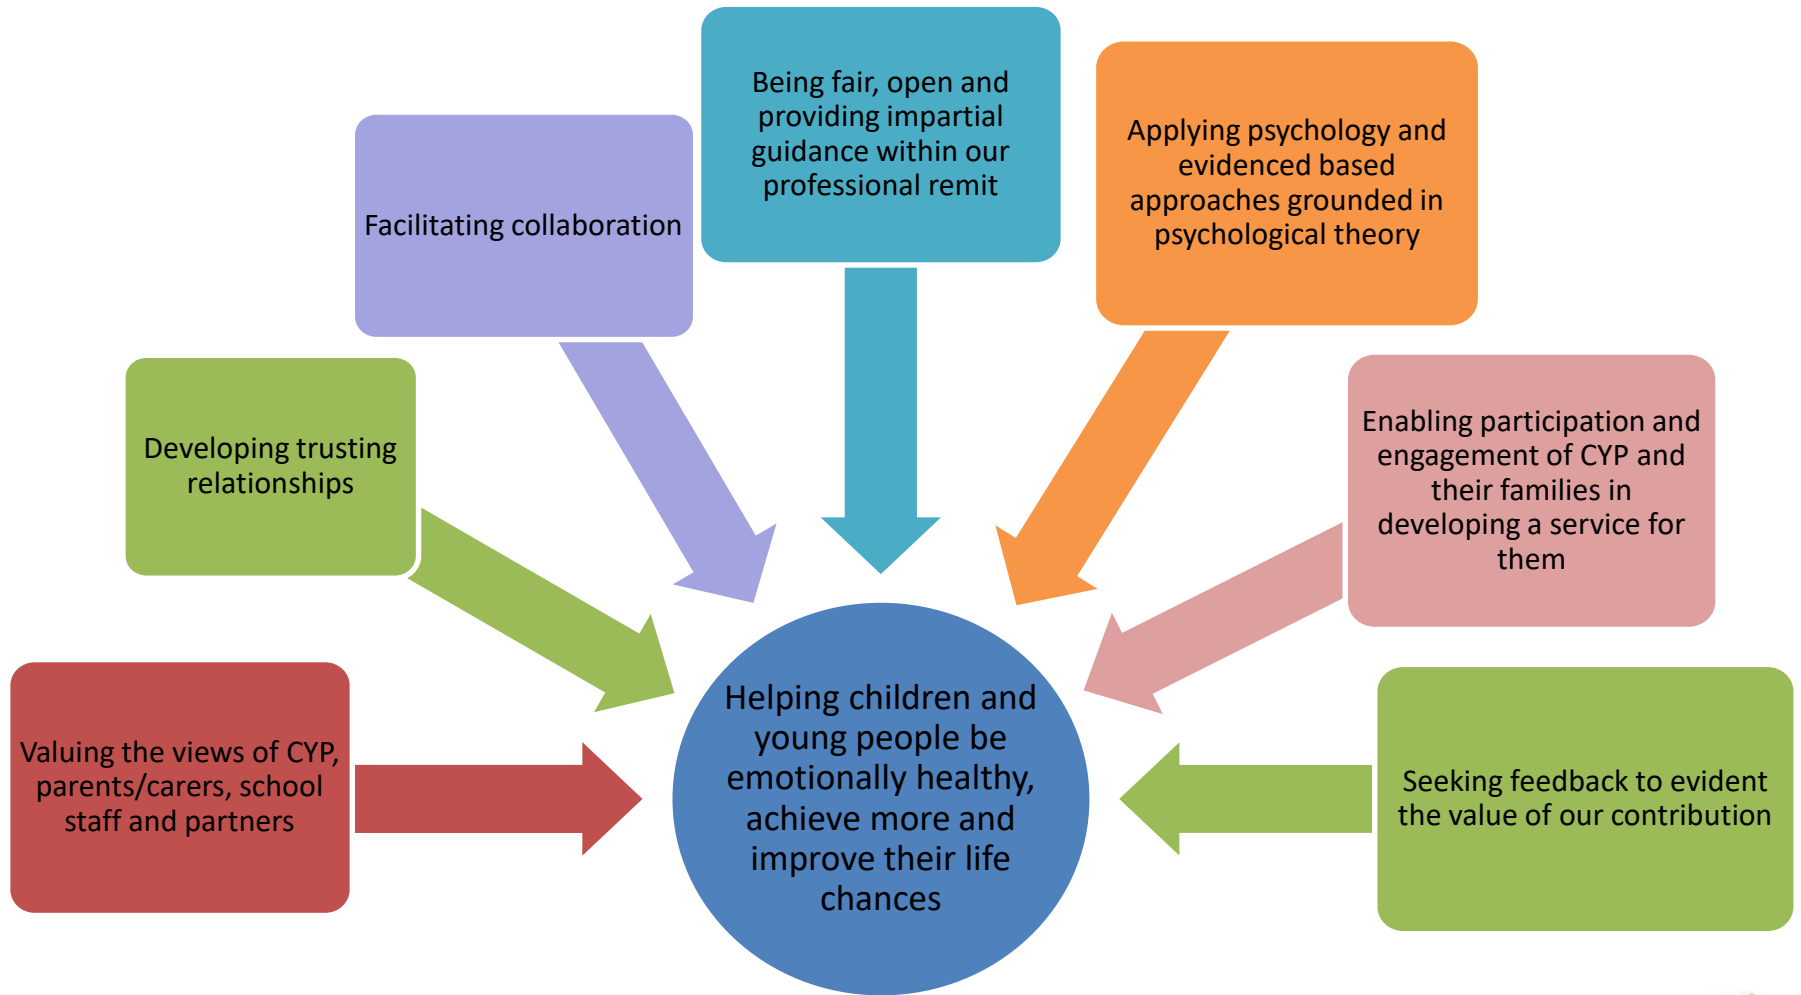 Being fair, open and
providing impartial
guidance within our
professional remit
Applying psychology and
evidenced based
approaches grounded in
psychological theory
Facilitating collaboration
Enabling participation and
engagement of CYP and
their families in
developing a service for
them
Developing trusting
relationships
Helping children and
young people be
emotionally healthy,
achieve more and
improve their life
chances
Valuing the views of CYP,
parents/carers, school
staff and partners
Seeking feedback to evident
the value of our contribution